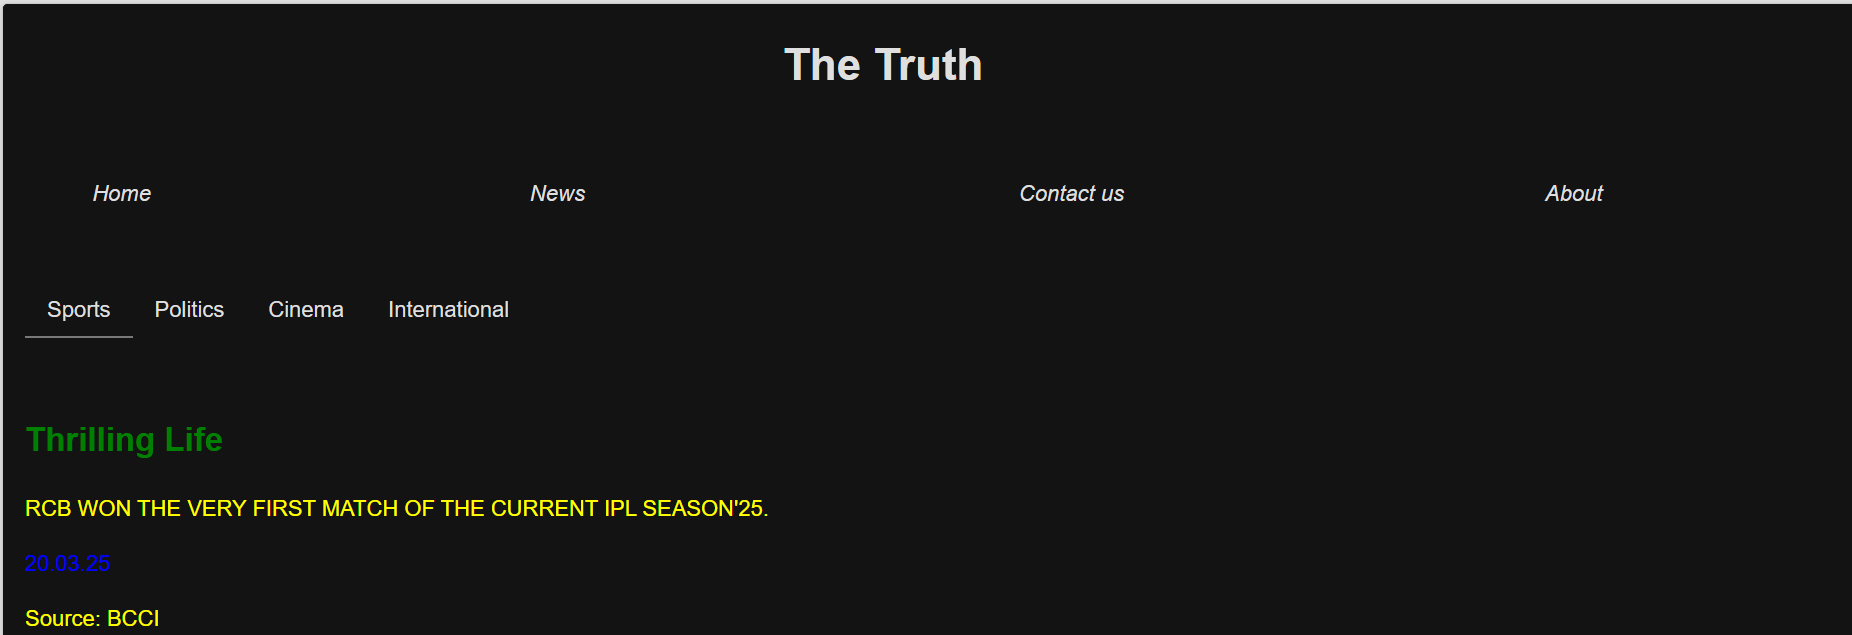 The Truth
Home News Contact us About
Sports Politics Cinema International
Thrilling Life
RCB WON THE VERY FIRST MATCH OF THE CURRENT IPL SEASON'25.
20.03.25
Source: BCCI